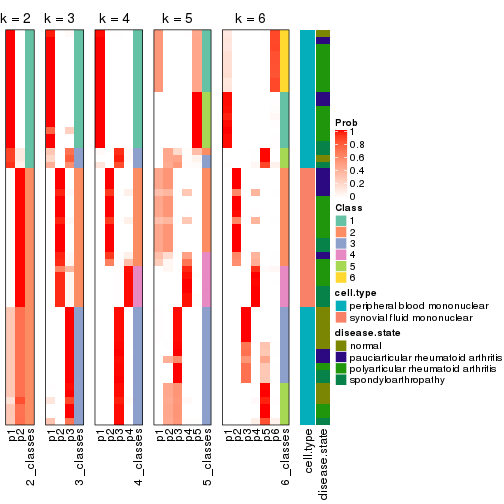 k = 2 k = 3 k = 4 k = 5 k = 6
Prob
1
0.8
0.6
0.4
0.2
0
Class
1
2
3
4
5
6
cell.type
peripheral blood mononuclear
synovial fluid mononuclear
disease.state
normal
pauciarticular rheumatoid arthritis
polyarticular rheumatoid arthritis
spondyloarthropathy
p1 p2 2_classes p1 p2 p3 3_classes p1 p2 p3 p4 4_classes p1 p2 p3 p4 p5 5_classes p1 p2 p3 p4 p5 p6 6_classes cell.type disease.state